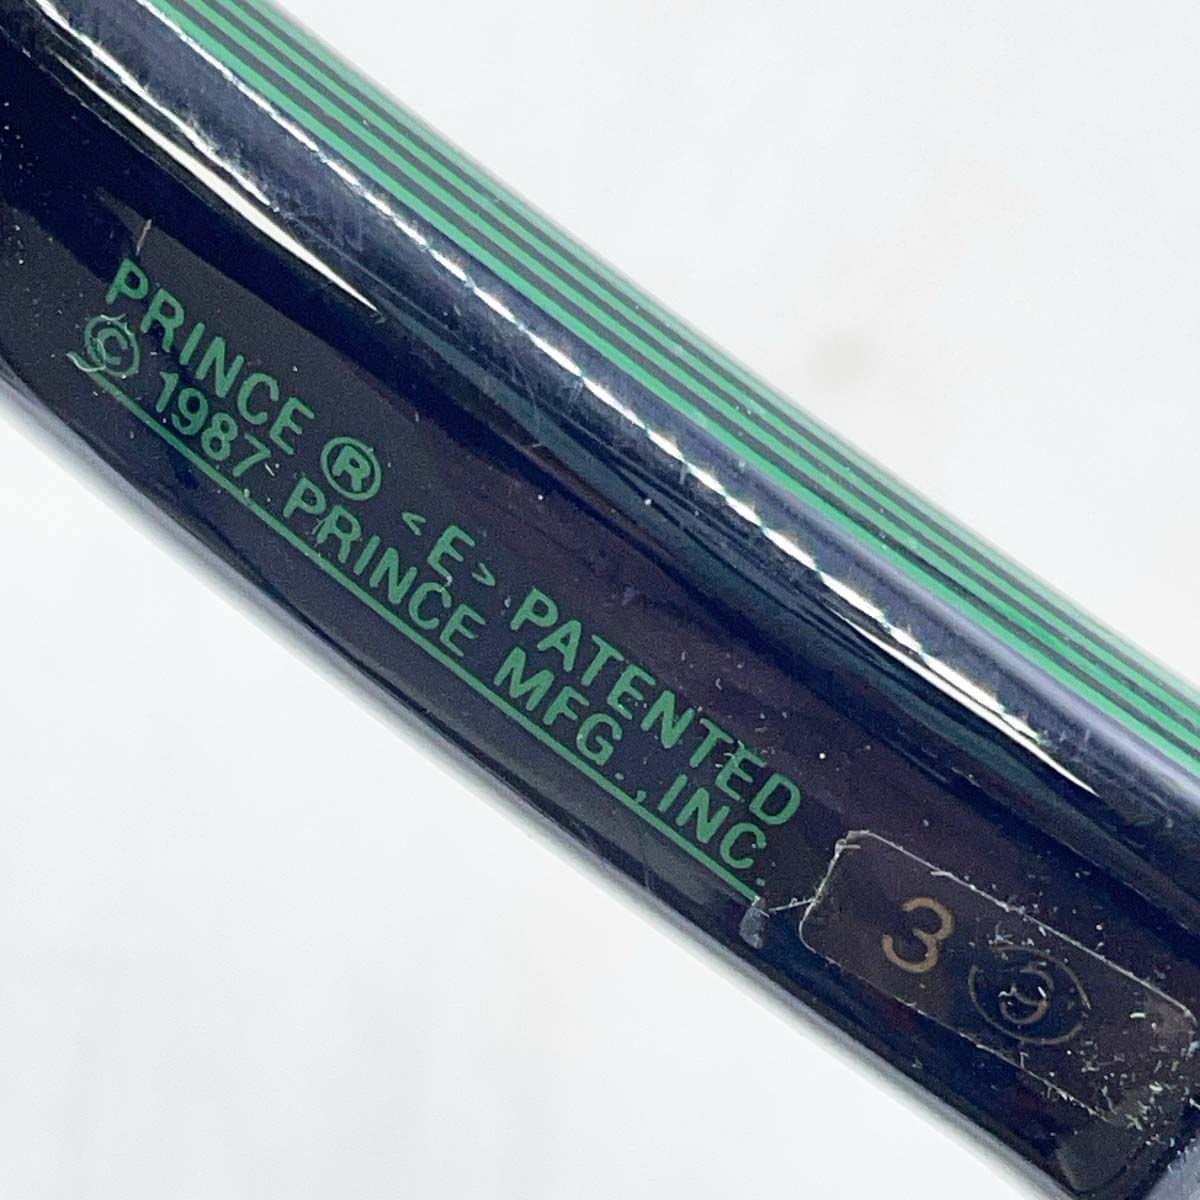 PRINCE ® <E> PATENTED
© 1987 PRINCE MFG., INC.
3